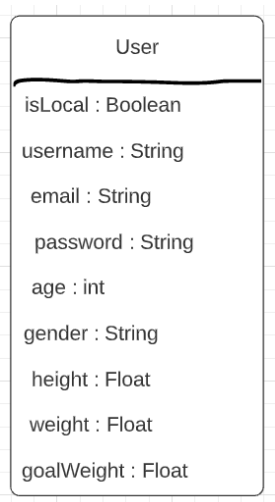 User
isLocal : Boolean
username : String
email : String
password : String
age : int
gender : String
height : Float
weight : Float
goalWeight : Float